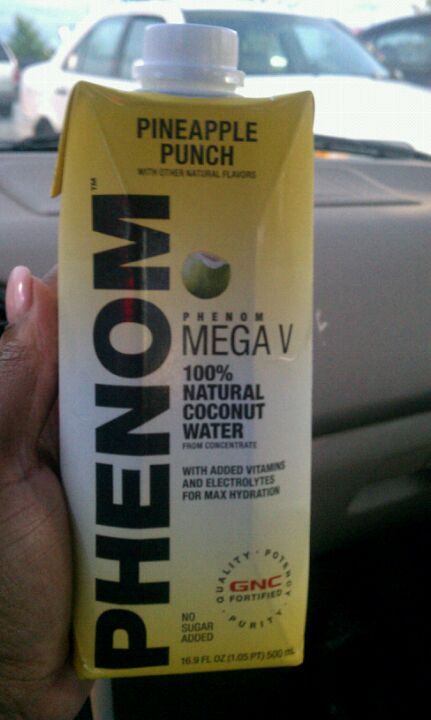 PINEAPPLE
PUNCH
WITH OTHER NATURAL FLAVORS
PHENOM™
PHENOM
MEGA V
100%
NATURAL
COCONUT
WATER
FROM CONCENTRATE
WITH ADDED VITAMINS
AND ELECTROLYTES
FOR MAX HYDRATION
QUALITY · POTENCY
GNC
FORTIFIED
PURITY
NO
SUGAR
ADDED
16.9 FL OZ (1.05 PT) 500 mL